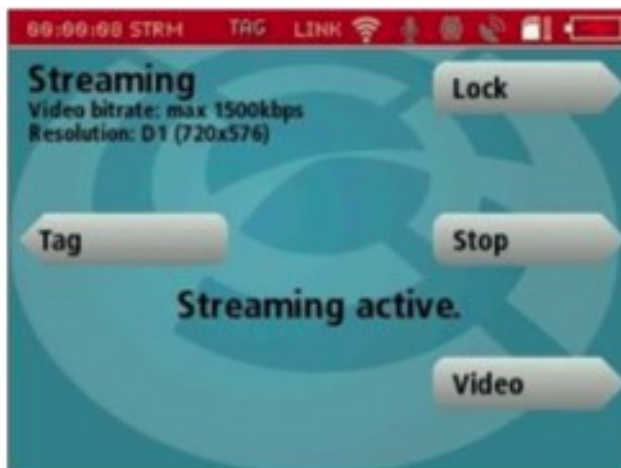 00:00:08 STRM TAG LINK
Streaming
Lock
Video bitrate: max 1500kbps
Resolution: D1 (720x576)
Tag
Stop
Streaming active.
Video